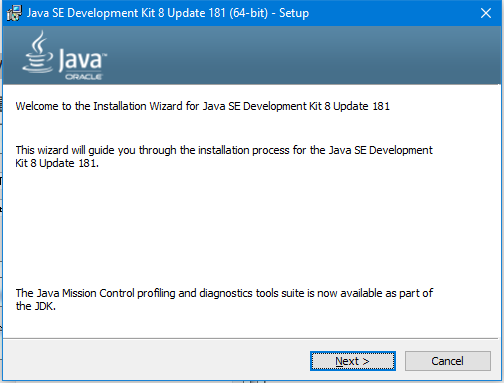 Java SE Development Kit 8 Update 181 (64-bit) - Setup
Java™
ORACLE
Welcome to the Installation Wizard for Java SE Development Kit 8 Update 181
This wizard will guide you through the installation process for the Java SE Development
Kit 8 Update 181.
The Java Mission Control profiling and diagnostics tools suite is now available as part of
the JDK.
Next >
Cancel